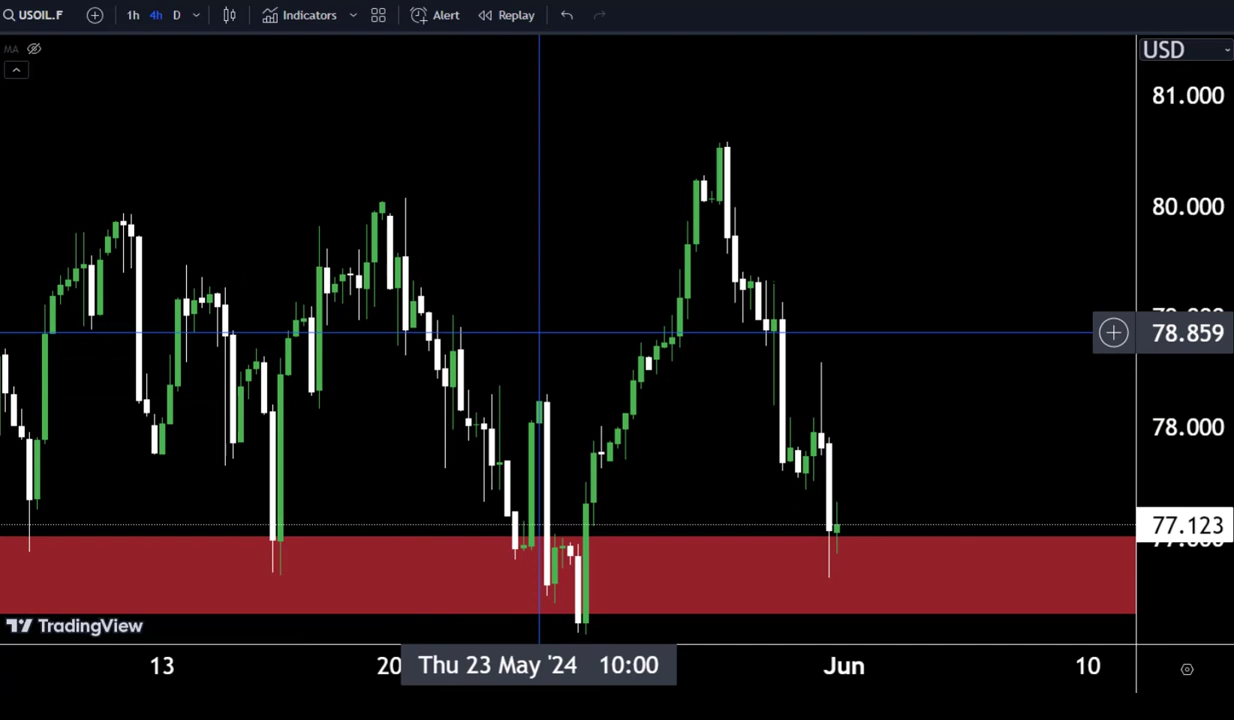 USOIL.F 1h 4h D Indicators Alert Replay
MA
USD
81.000
80.000
78.859
78.000
77.123
TradingView
13 20 Thu 23 May '24 10:00 Jun 10